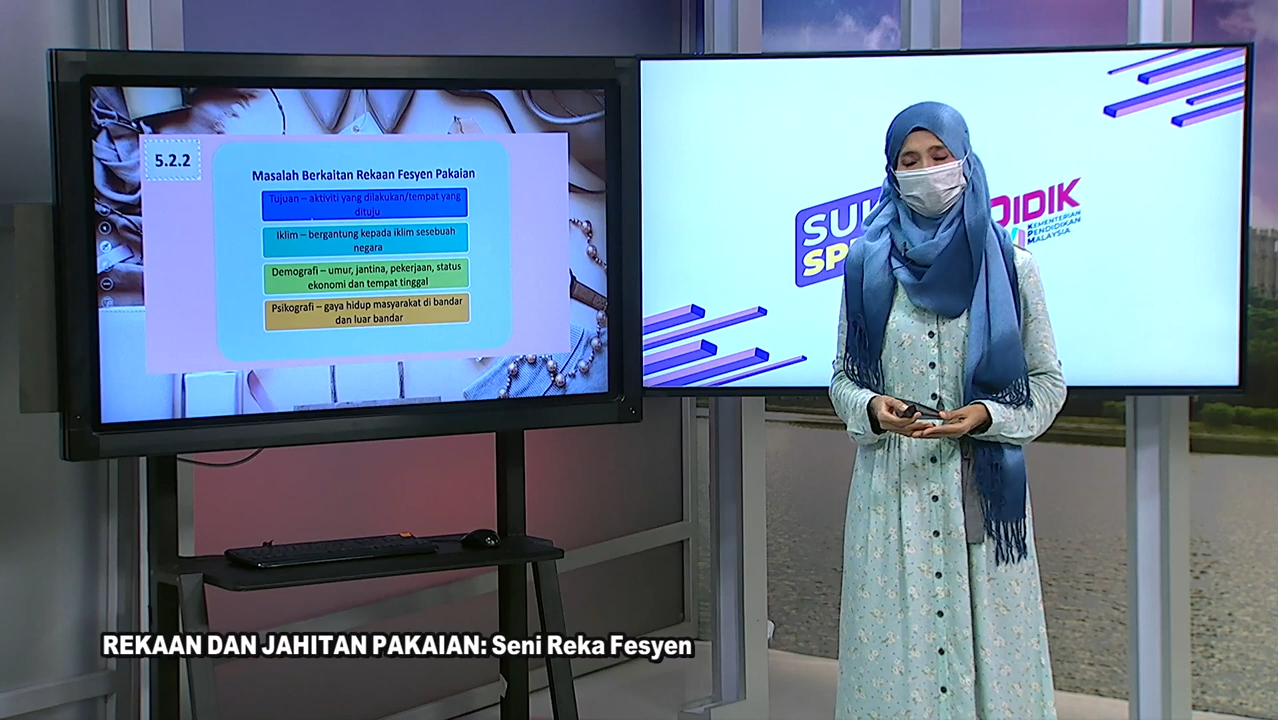 5.2.2
Masalah Berkaitan Rekaan Fesyen Pakaian
Tujuan – aktiviti yang dilakukan/tempat yang
dituju
Iklim – bergantung kepada iklim sesebuah
negara
Demografi – umur, jantina, pekerjaan, status
ekonomi dan tempat tinggal
Psikografi – gaya hidup masyarakat di bandar
dan luar bandar
DIDIK
KEMENTERIAN
PENDIDIKAN
MALAYSIA
REKAAN DAN JAHITAN PAKAIAN: Seni Reka Fesyen